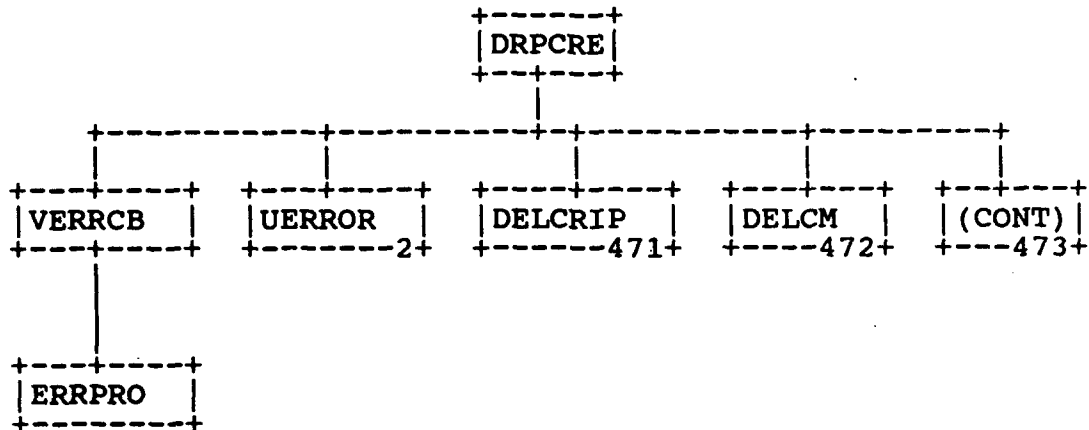 DRPCRE
VERRCB UERROR DELCRIP DELCM (CONT)
2 471 472 473
ERRPRO